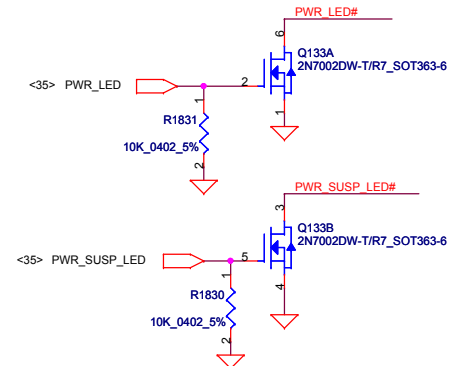 PWR_LED#
6
Q133A
2N7002DW-T/R7_SOT363-6
<35> PWR_LED
2
1
1
R1831
10K_0402_5%
2
PWR_SUSP_LED#
3
Q133B
2N7002DW-T/R7_SOT363-6
<35> PWR_SUSP_LED
5
1
4
R1830
10K_0402_5%
2